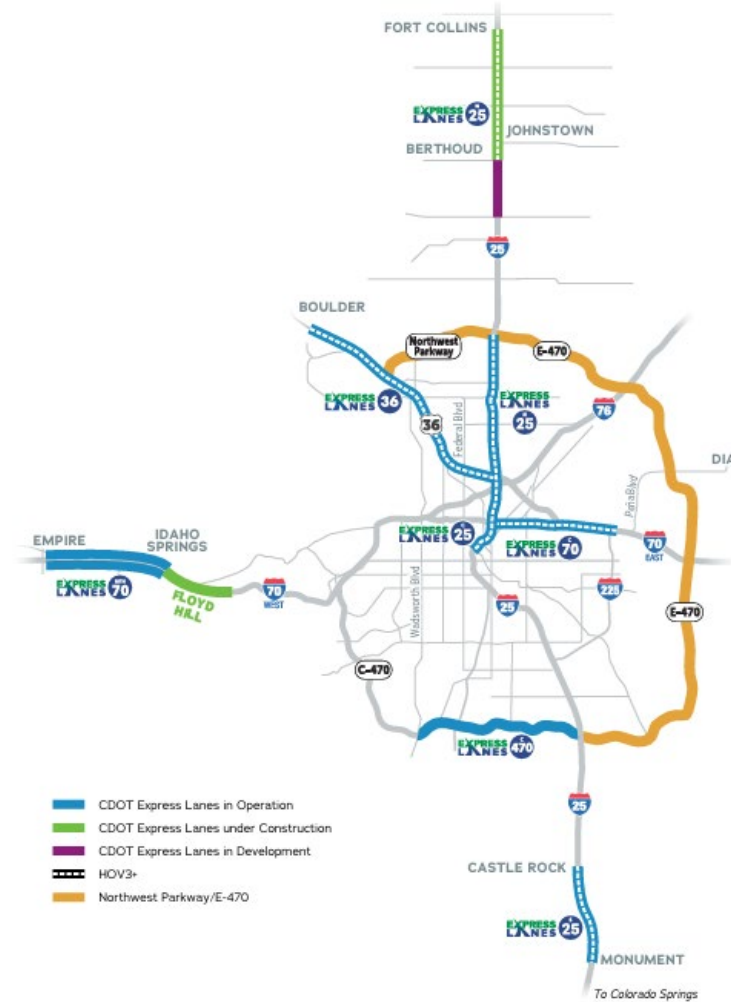 FORT COLLINS
EXPRESS
LANES
N
25
JOHNSTOWN
BERTHOUD
25
BOULDER
Northwest
Parkway
E-470
EXPRESS
LANES
36
EXPRESS
LANES
25
76
36
Federal Blvd
DIA
Peña Blvd
EMPIRE
IDAHO
SPRINGS
EXPRESS
LANES
C
25
EXPRESS
LANES
C
70
70
EAST
EXPRESS
LANES
MTN
70
FLOYD
HILL
70
WEST
Wadsworth Blvd
25
225
E-470
C-470
EXPRESS
LANES
C
470
CDOT Express Lanes in Operation
CDOT Express Lanes under Construction
CDOT Express Lanes in Development
HOV3+
Northwest Parkway/E-470
25
CASTLE ROCK
EXPRESS
LANES
25
MONUMENT
To Colorado Springs